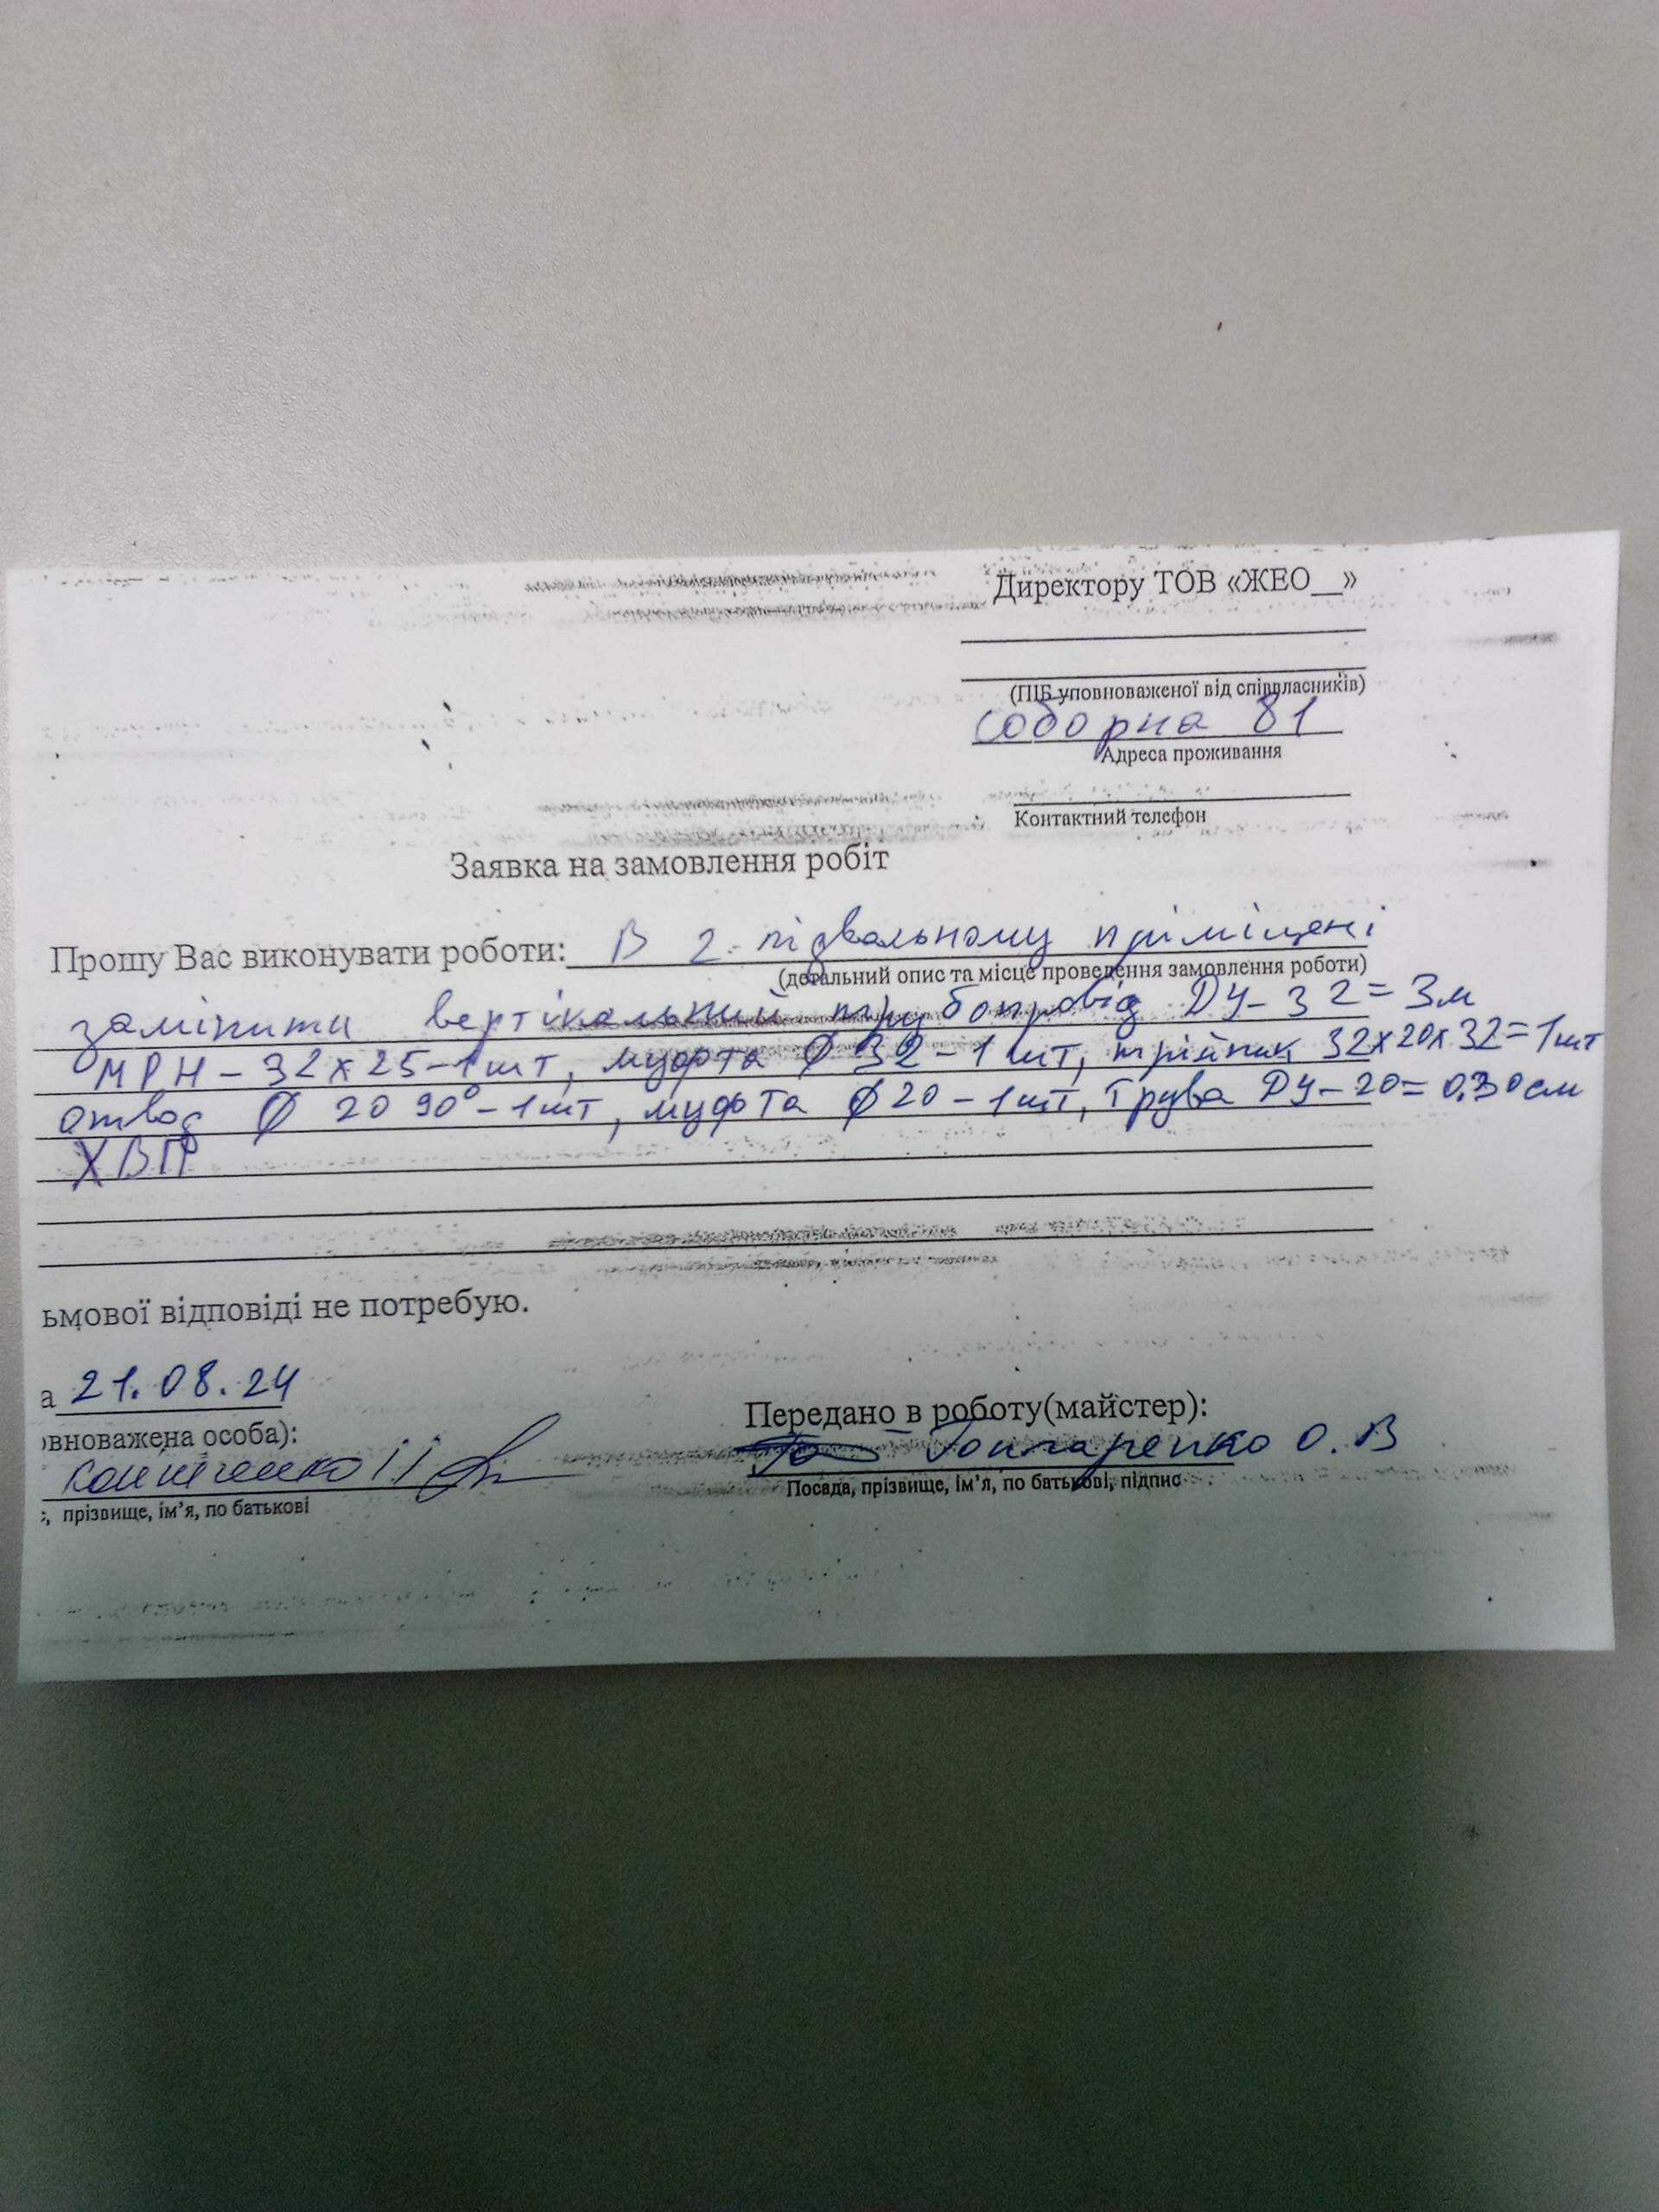 Директору ТОВ «ЖЕО__»
(ПІБ уповноваженої від співвласників)
Соборна 81
Адреса проживання
Контактний телефон
Заявка на замовлення робіт
Прошу Вас виконувати роботи: В 2 підвальному пріміщені
(детальний опис та місце проведення замовлення роботи)
замінити вертікальний трубопровід ДУ-32=3м
МРН-32х25-1шт, муфта Ø 32-1шт, трійник 32х20х32=1шт
отвод Ø 20 90°-1шт, муфта Ø20-1шт, Труба ДУ-20=0.30см
ХВП
ьмової відповіді не потребую.
а 21.08.24
Передано в роботу(майстер):
овноважена особа):
Гончаренко О.В
Посада, прізвище, ім’я, по батькові, підпис
, прізвище, ім’я, по батькові